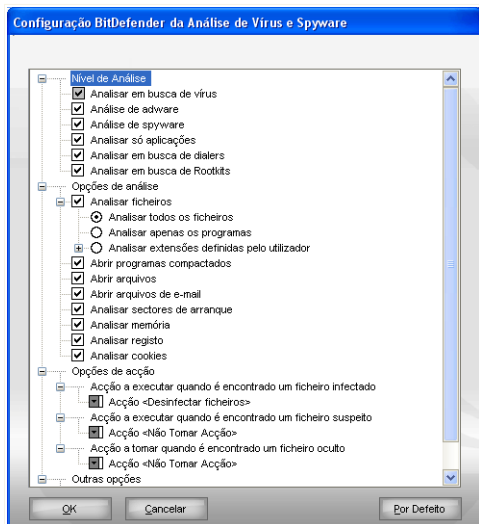 Configuração BitDefender da Análise de Vírus e Spyware
Nível de Análise
Analisar em busca de vírus
Análise de adware
Análise de spyware
Analisar só aplicações
Analisar em busca de dialers
Analisar em busca de Rootkits
Opções de análise
Analisar ficheiros
Analisar todos os ficheiros
Analisar apenas os programas
Analisar extensões definidas pelo utilizador
Abrir programas compactados
Abrir arquivos
Abrir arquivos de e-mail
Analisar sectores de arranque
Analisar memória
Analisar registo
Analisar cookies
Opções de acção
Acção a executar quando é encontrado um ficheiro infectado
Acção <Desinfectar ficheiros>
Acção a executar quando é encontrado um ficheiro suspeito
Acção <Não Tomar Acção>
Acção a tomar quando é encontrado um ficheiro oculto
Acção <Não Tomar Acção>
Outras opções
OK Cancelar Por Defeito